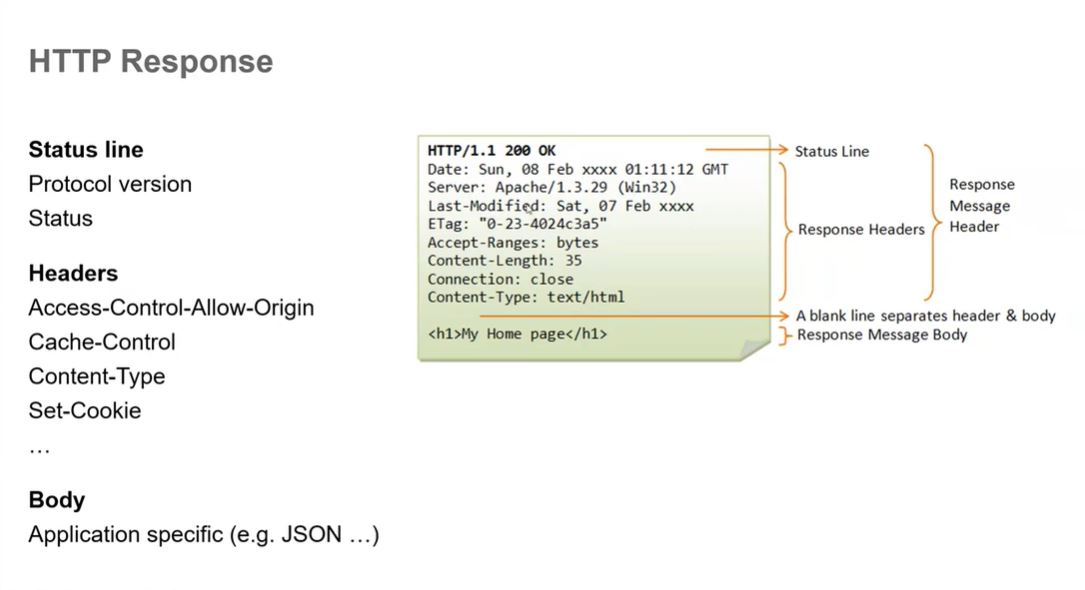 HTTP Response
Status line
Protocol version
Status
Headers
Access-Control-Allow-Origin
Cache-Control
Content-Type
Set-Cookie
…
Body
Application specific (e.g. JSON …)
HTTP/1.1 200 OK
Date: Sun, 08 Feb xxxx 01:11:12 GMT
Server: Apache/1.3.29 (Win32)
Last-Modified: Sat, 07 Feb xxxx
ETag: "0-23-4024c3a5"
Accept-Ranges: bytes
Content-Length: 35
Connection: close
Content-Type: text/html
<h1>My Home page</h1>
Status Line
Response Headers
Response
Message
Header
A blank line separates header & body
Response Message Body